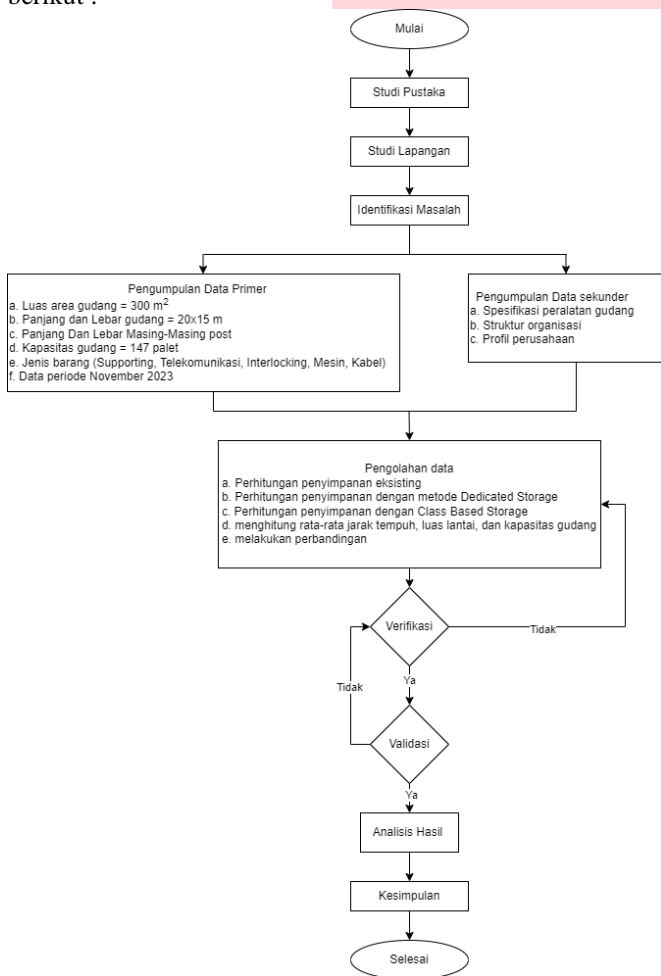 berikut :
Mulai
Studi Pustaka
Studi Lapangan
Identifikasi Masalah
Pengumpulan Data Primer
a. Luas area gudang = 300 m²
b. Panjang dan Lebar gudang = 20x15 m
c. Panjang Dan Lebar Masing-Masing post
d. Kapasitas gudang = 147 palet
e. Jenis barang (Supporting, Telekomunikasi, Interlocking, Mesin, Kabel)
f. Data periode November 2023
Pengumpulan Data sekunder
a. Spesifikasi peralatan gudang
b. Struktur organisasi
c. Profil perusahaan
Pengolahan data
a. Perhitungan penyimpanan eksisting
b. Perhitungan penyimpanan dengan metode Dedicated Storage
c. Perhitungan penyimpanan dengan Class Based Storage
d. menghitung rata-rata jarak tempuh, luas lantai, dan kapasitas gudang
e. melakukan perbandingan
Verifikasi
Tidak
Ya
Tidak
Validasi
Ya
Analisis Hasil
Kesimpulan
Selesai